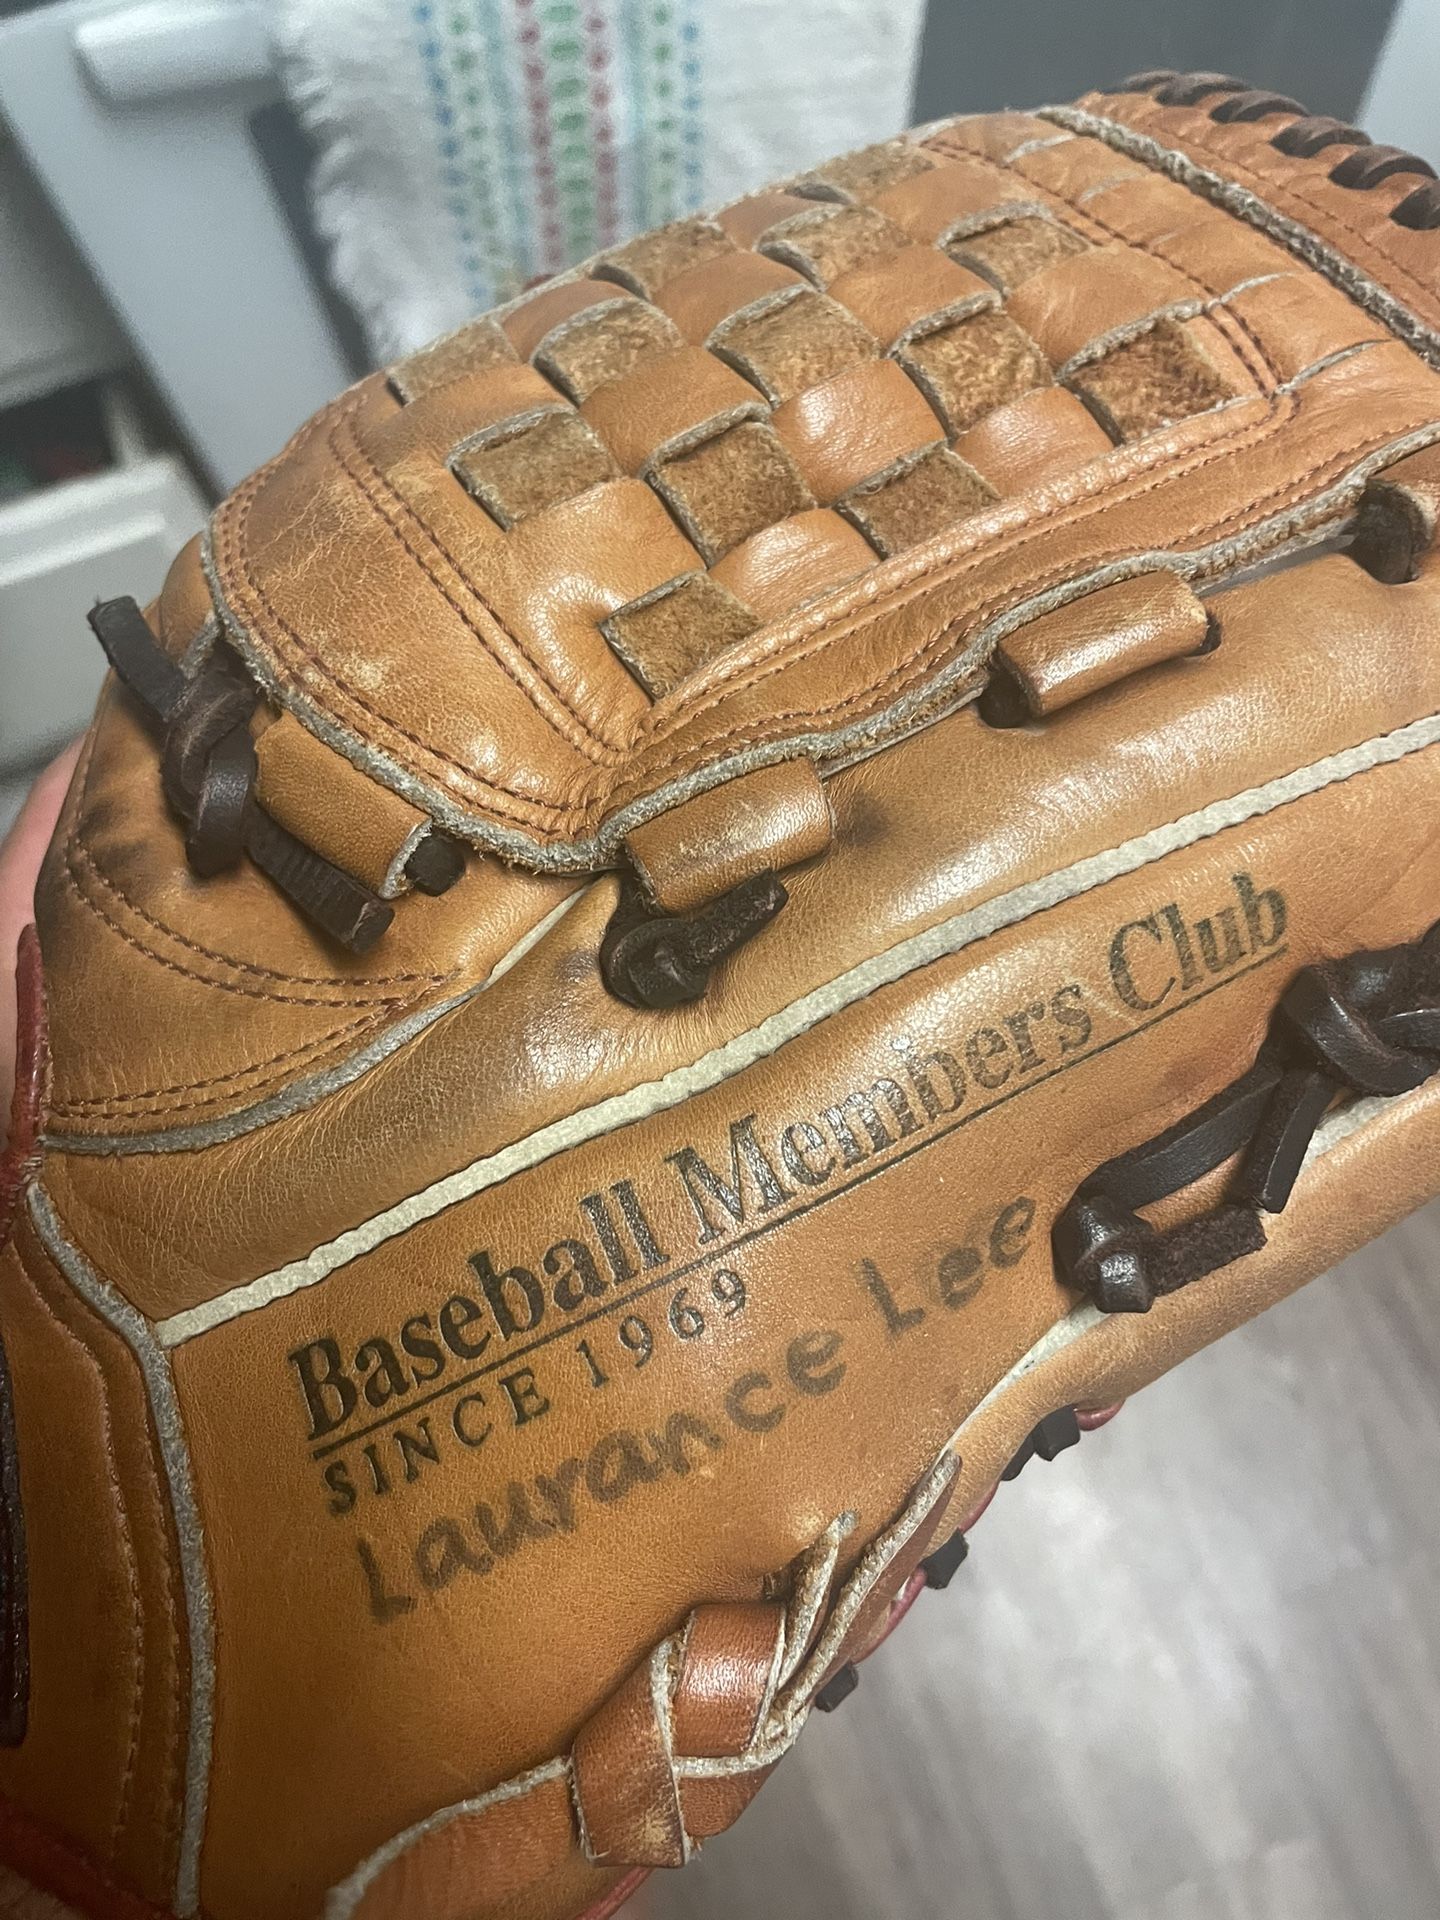 Baseball Members Club
SINCE 1969
Laurance Lee